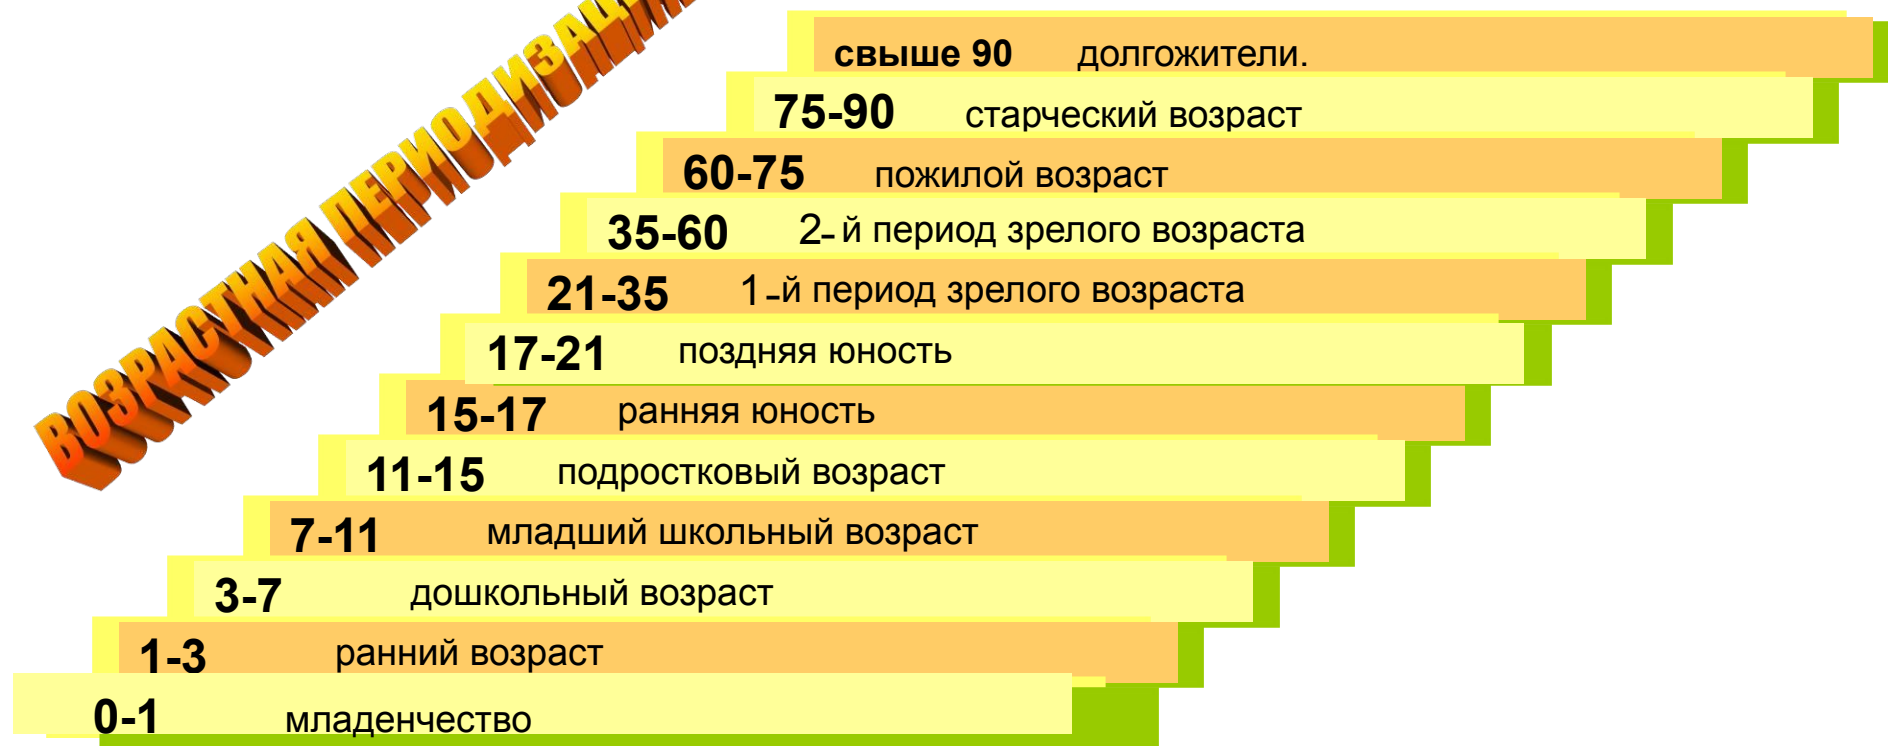 ВОЗРАСТНАЯ ПЕРИОДИЗАЦИ
свыше 90 долгожители.
75-90 старческий возраст
60-75 пожилой возраст
35-60 2-й период зрелого возраста
21-35 1-й период зрелого возраста
17-21 поздняя юность
15-17 ранняя юность
11-15 подростковый возраст
7-11 младший школьный возраст
3-7 дошкольный возраст
1-3 ранний возраст
0-1 младенчество